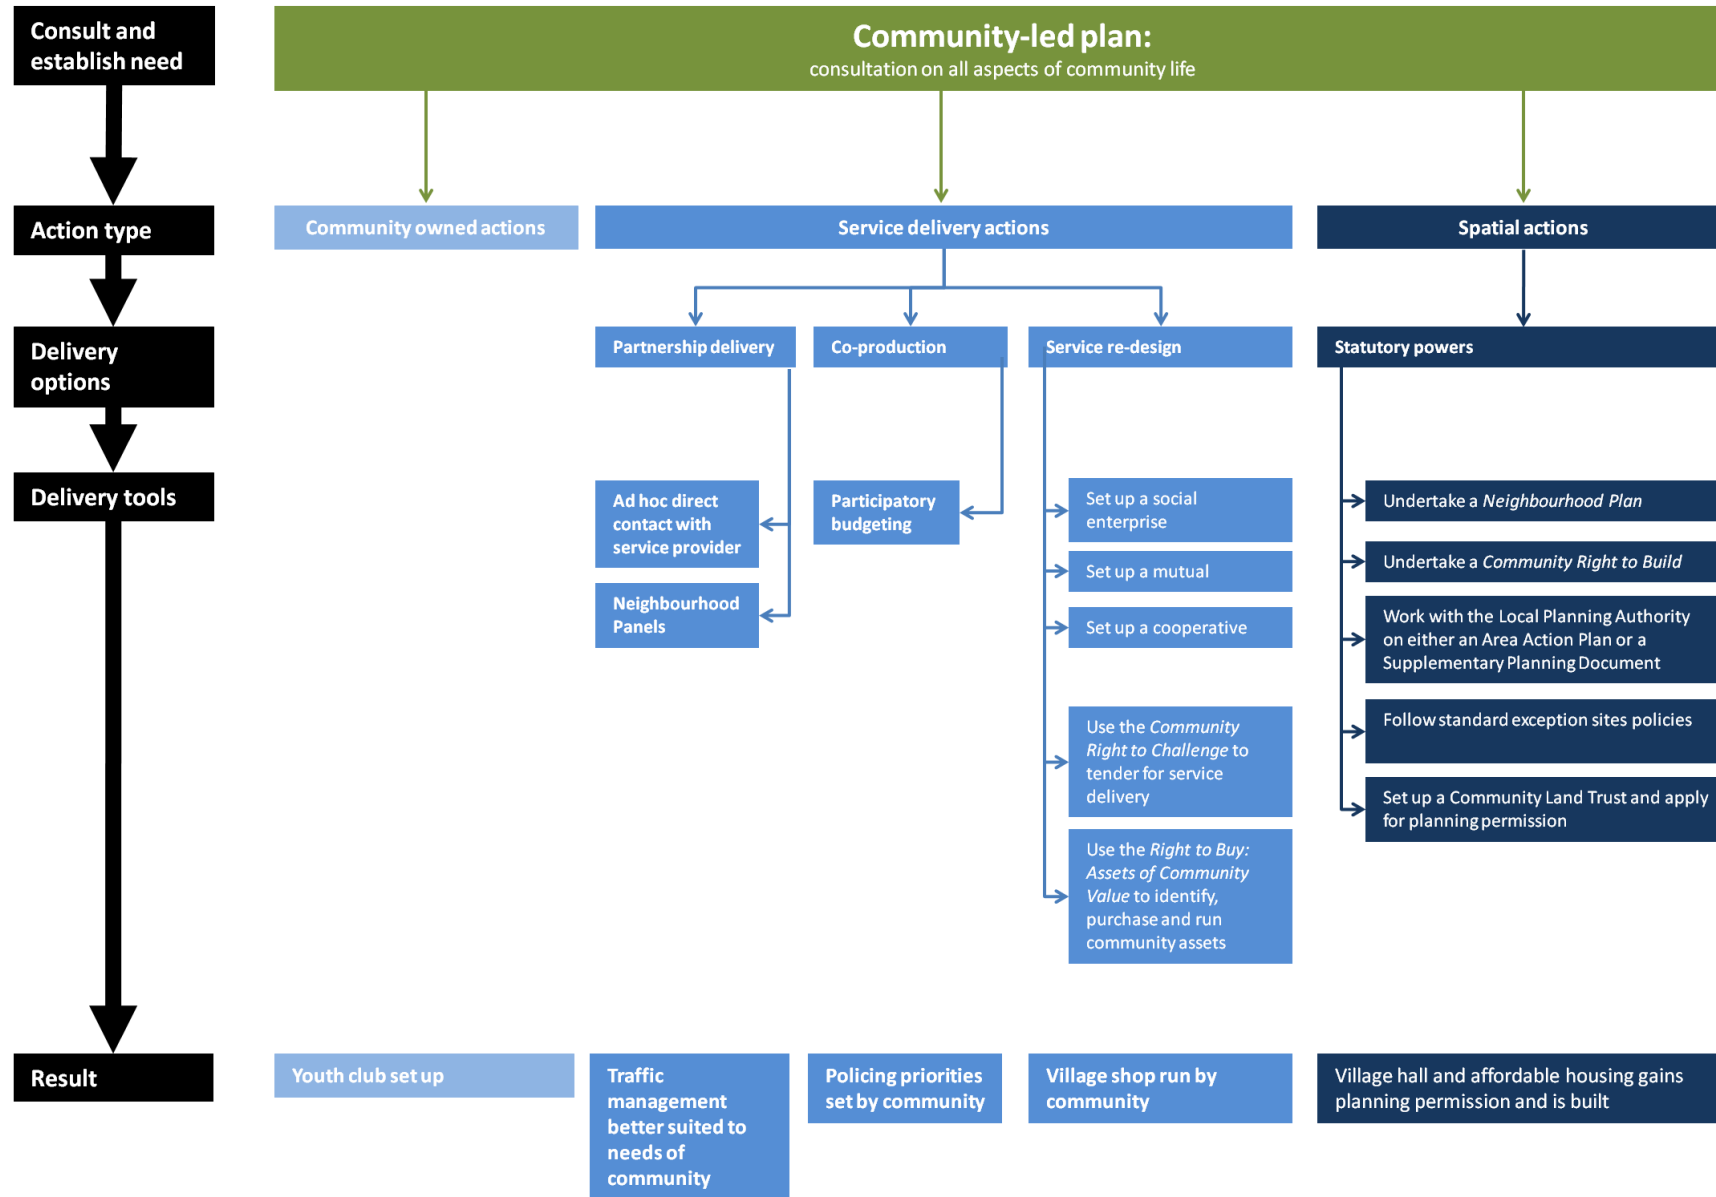 Consult and
establish need
Community-led plan:
consultation on all aspects of community life
Action type
Community owned actions
Service delivery actions
Spatial actions
Delivery
options
Partnership delivery
Co-production
Service re-design
Statutory powers
Delivery tools
Ad hoc direct
contact with
service provider
Neighbourhood
Panels
Participatory
budgeting
Set up a social
enterprise
Set up a mutual
Set up a cooperative
Use the Community
Right to Challenge to
tender for service
delivery
Use the Right to Buy:
Assets of Community
Value to identify,
purchase and run
community assets
Undertake a Neighbourhood Plan
Undertake a Community Right to Build
Work with the Local Planning Authority
on either an Area Action Plan or a
Supplementary Planning Document
Follow standard exception sites policies
Set up a Community Land Trust and apply
for planning permission
Result
Youth club set up
Traffic
management
better suited to
needs of
community
Policing priorities
set by community
Village shop run by
community
Village hall and affordable housing gains
planning permission and is built